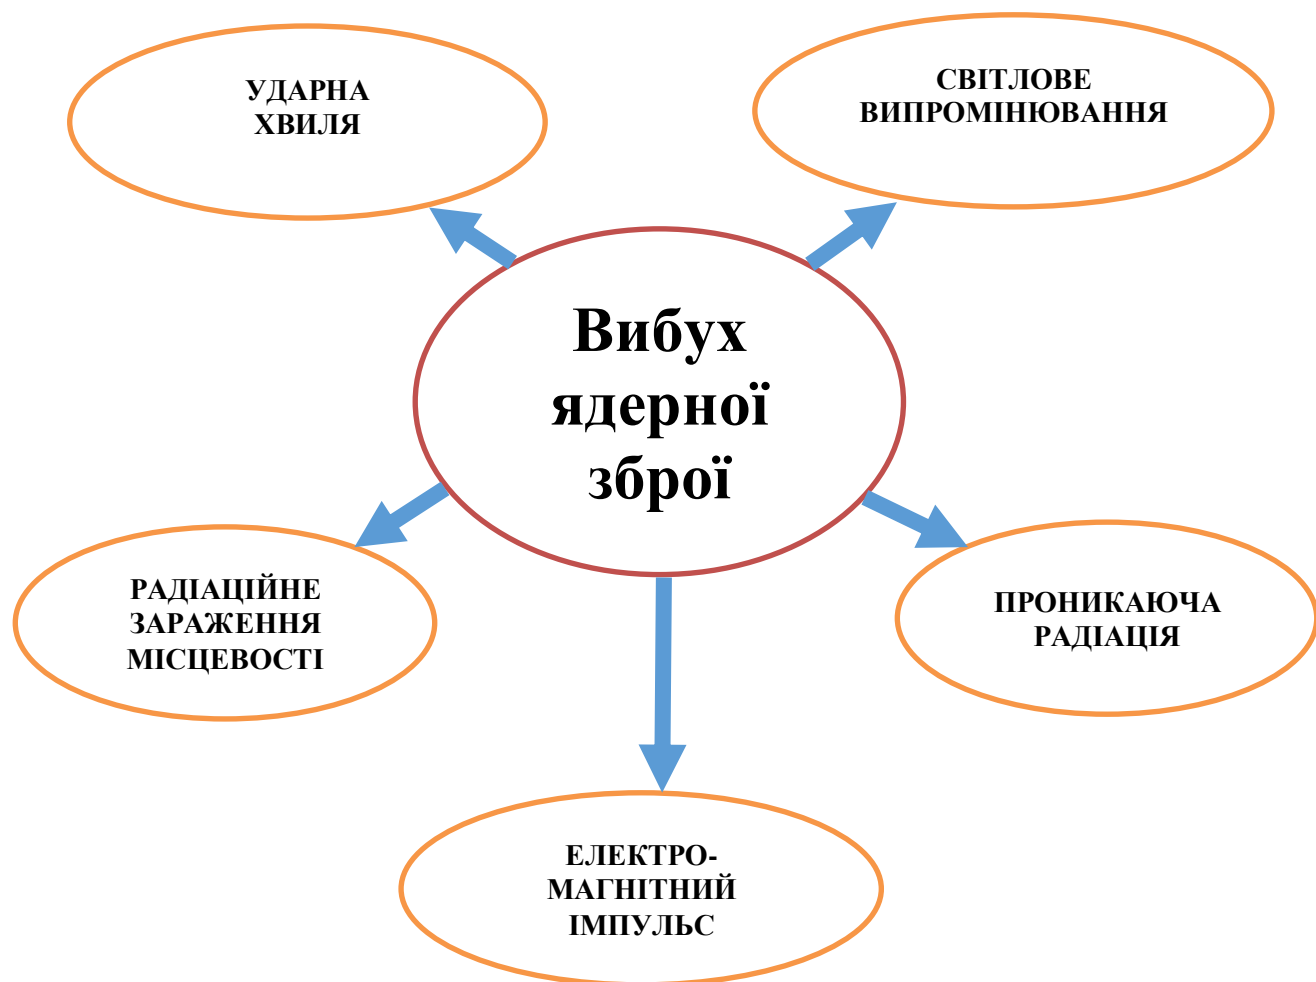 УДАРНА
ХВИЛЯ
СВІТЛОВЕ
ВИПРОМІНЮВАННЯ
Вибух
ядерної
зброї
РАДІАЦІЙНЕ
ЗАРАЖЕННЯ
МІСЦЕВОСТІ
ПРОНИКАЮЧА
РАДІАЦІЯ
ЕЛЕКТРО-
МАГНІТНИЙ
ІМПУЛЬС